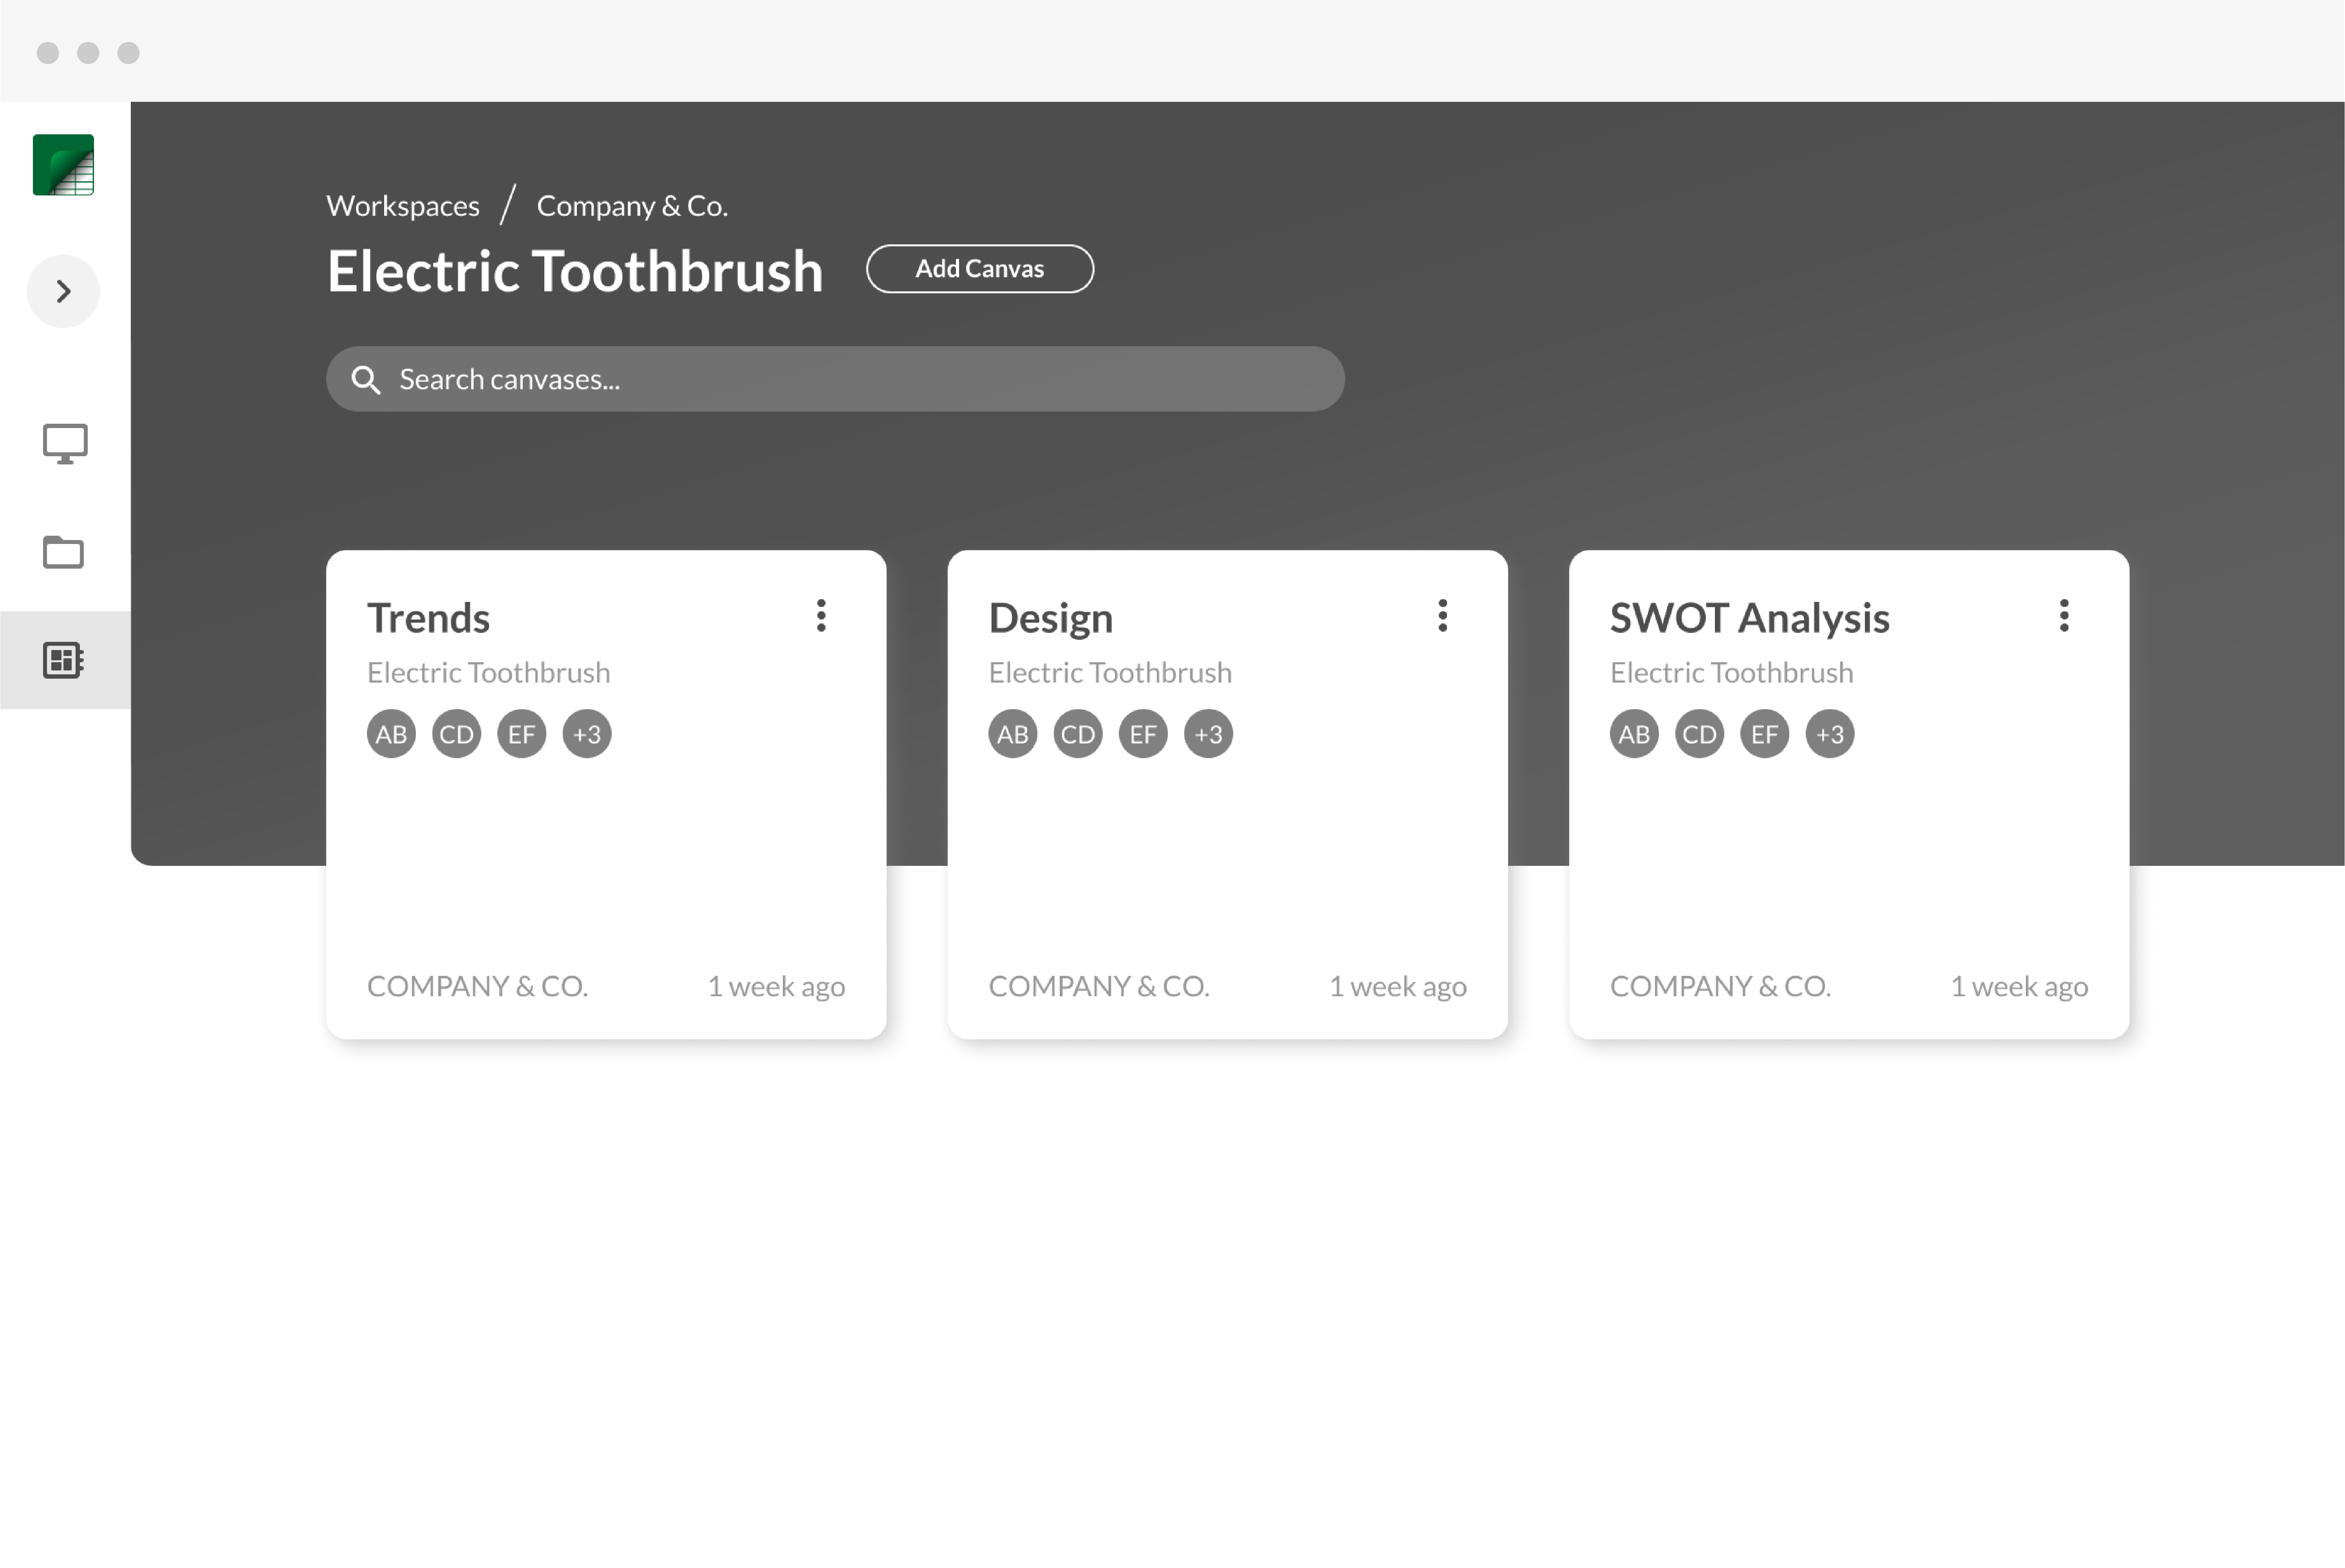 Workspaces / Company & Co.
Electric Toothbrush
Add Canvas
Search canvases...
Trends
Electric Toothbrush
AB CD EF +3
COMPANY & CO. 1 week ago
Design
Electric Toothbrush
AB CD EF +3
COMPANY & CO. 1 week ago
SWOT Analysis
Electric Toothbrush
AB CD EF +3
COMPANY & CO. 1 week ago